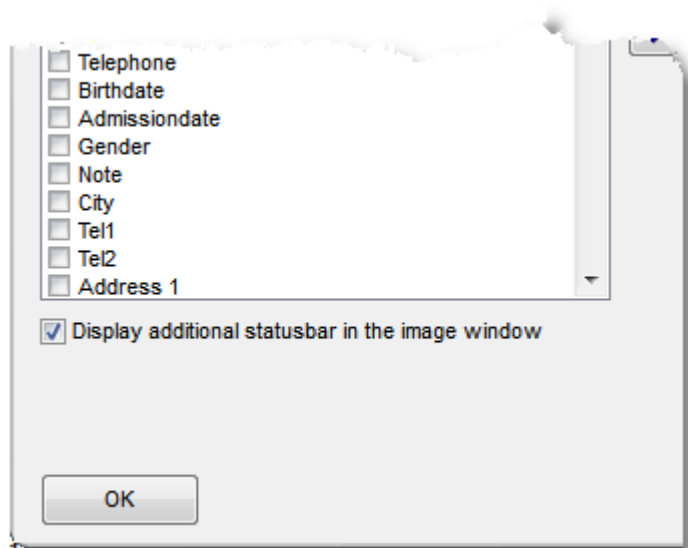 Telephone
Birthdate
Admissiondate
Gender
Note
City
Tel1
Tel2
Address 1
Display additional statusbar in the image window
OK